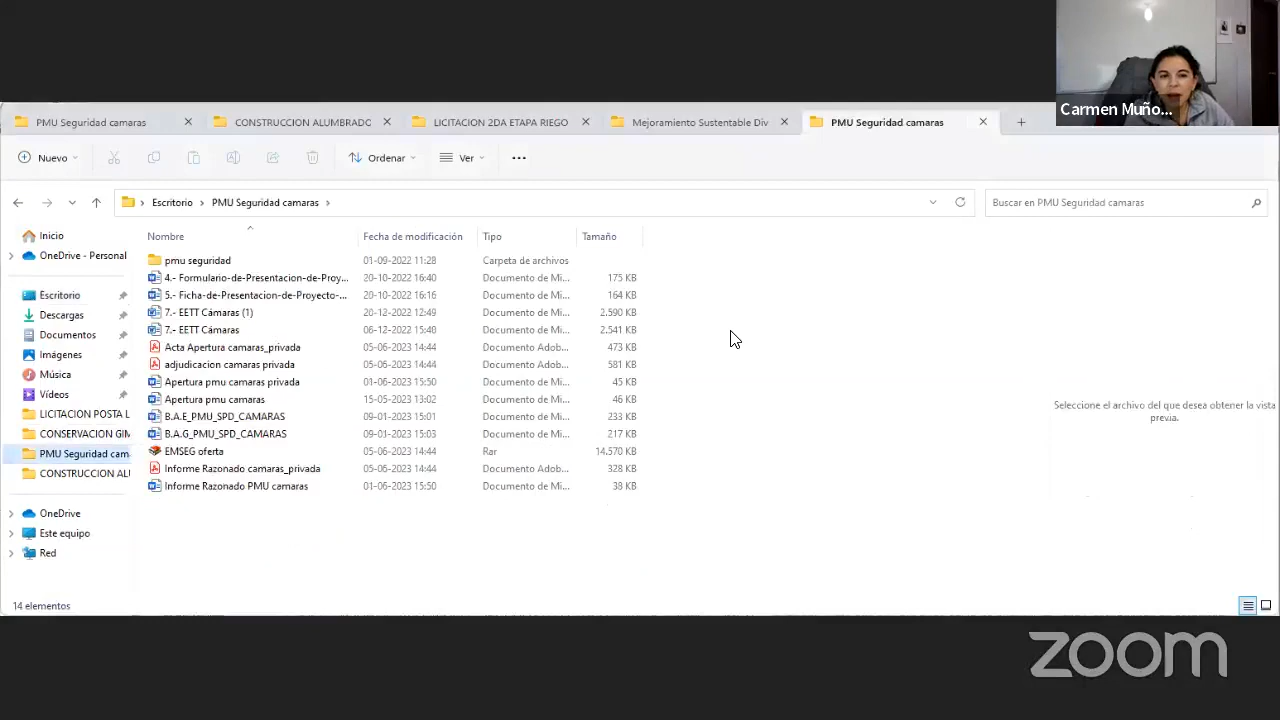 Carmen Muño...
PMU Seguridad camaras
CONSTRUCCION ALUMBRADO
LICITACION 2DA ETAPA RIEGO
Mejoramiento Sustentable Div
PMU Seguridad camaras
Nuevo
Ordenar
Ver
Escritorio > PMU Seguridad camaras >
Buscar en PMU Seguridad camaras
Inicio
OneDrive - Personal
Escritorio
Descargas
Documentos
Imágenes
Música
Vídeos
LICITACION POSTA L
CONSERVACION GIM
PMU Seguridad cam
CONSTRUCCION ALU
OneDrive
Este equipo
Red
Nombre Fecha de modificación Tipo Tamaño
pmu seguridad 01-09-2022 11:28 Carpeta de archivos
4.- Formulario-de-Presentacion-de-Proy... 20-10-2022 16:40 Documento de Mi... 175 KB
5.- Ficha-de-Presentacion-de-Proyecto-... 20-10-2022 16:16 Documento de Mi... 164 KB
7.- EETT Cámaras (1) 20-12-2022 12:49 Documento de Mi... 2.590 KB
7.- EETT Cámaras 06-12-2022 15:48 Documento de Mi... 2.541 KB
Acta Apertura camaras_privada 05-06-2023 14:44 Documento Adob... 473 KB
adjudicacion camaras privada 05-06-2023 14:44 Documento Adob... 581 KB
Apertura pmu camaras privada 01-06-2023 15:50 Documento de Mi... 45 KB
Apertura pmu camaras 15-05-2023 13:02 Documento de Mi... 46 KB
B.A.E_PMU_SPD_CAMARAS 09-01-2023 15:01 Documento de Mi... 233 KB
B.A.G_PMU_SPD_CAMARAS 09-01-2023 15:03 Documento de Mi... 217 KB
EMSEG oferta 05-06-2023 14:44 Rar 14.570 KB
Informe Razonado camaras_privada 05-06-2023 14:44 Documento Adob... 328 KB
Informe Razonado PMU camaras 01-06-2023 15:50 Documento de Mi... 38 KB
Seleccione el archivo del que desea obtener la vista
previa.
14 elementos
zoom